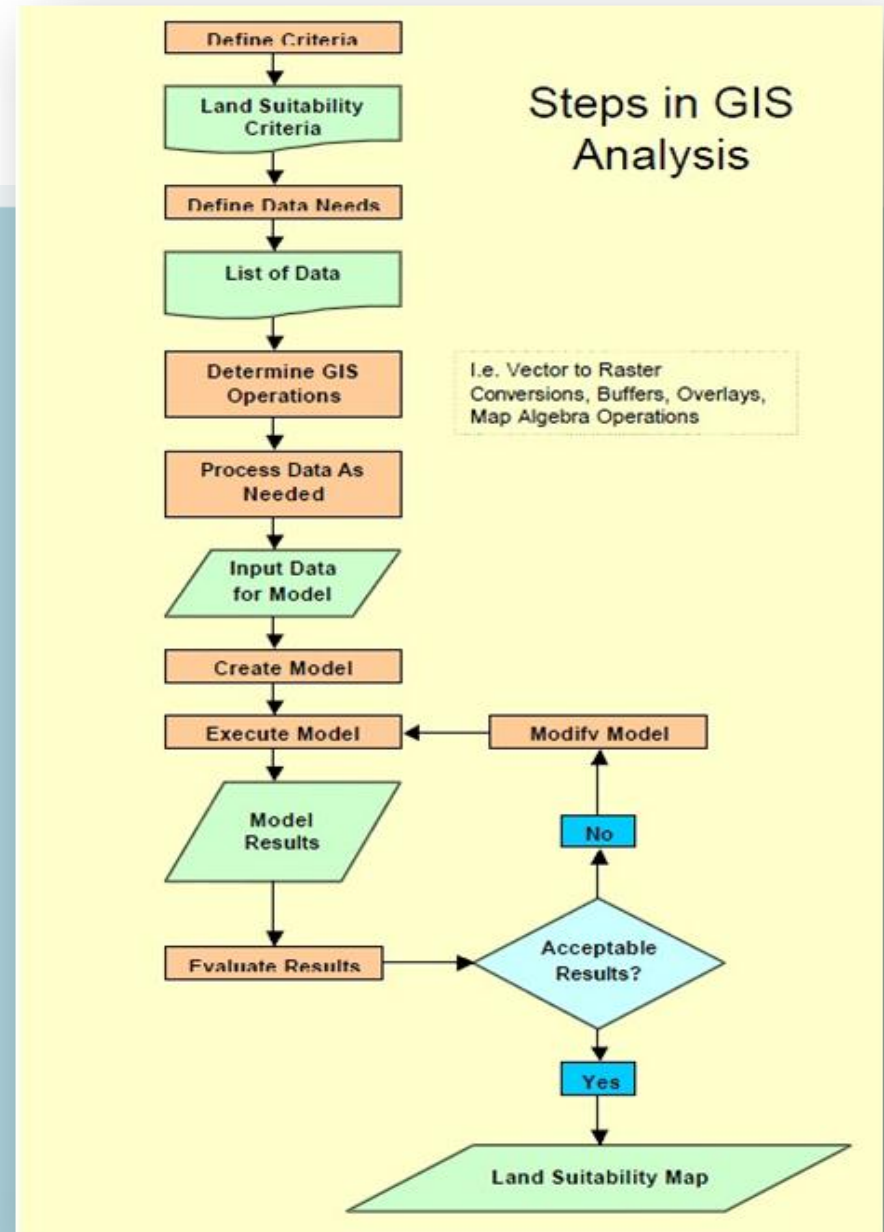 Steps in GIS
Analysis
Define Criteria
Land Suitability
Criteria
Define Data Needs
List of Data
Determine GIS
Operations
I.e. Vector to Raster
Conversions, Buffers, Overlays,
Map Algebra Operations
Process Data As
Needed
Input Data
for Model
Create Model
Execute Model
Modify Model
Model
Results
No
Evaluate Results
Acceptable
Results?
Yes
Land Suitability Map